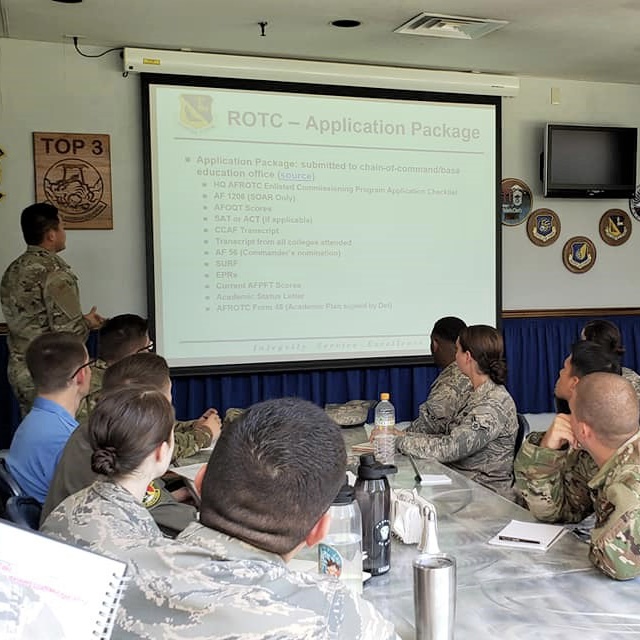 TOP 3
ROTC – Application Package
Application Package: submitted to chain-of-command/base
education office (source)
HQ AFROTC Enlisted Commissioning Program Application Checklist
AF 1206 (SOAR Only)
AFOQT Scores
SAT or ACT (if applicable)
CCAF Transcript
Transcript from all colleges attended
AF 56 (Commander's nomination)
SURF
EPRs
Current AFPFT Scores
Academic Status Letter
AFROTC Form 48 (Academic Plan signed by Det)
Integrity Service Excellence